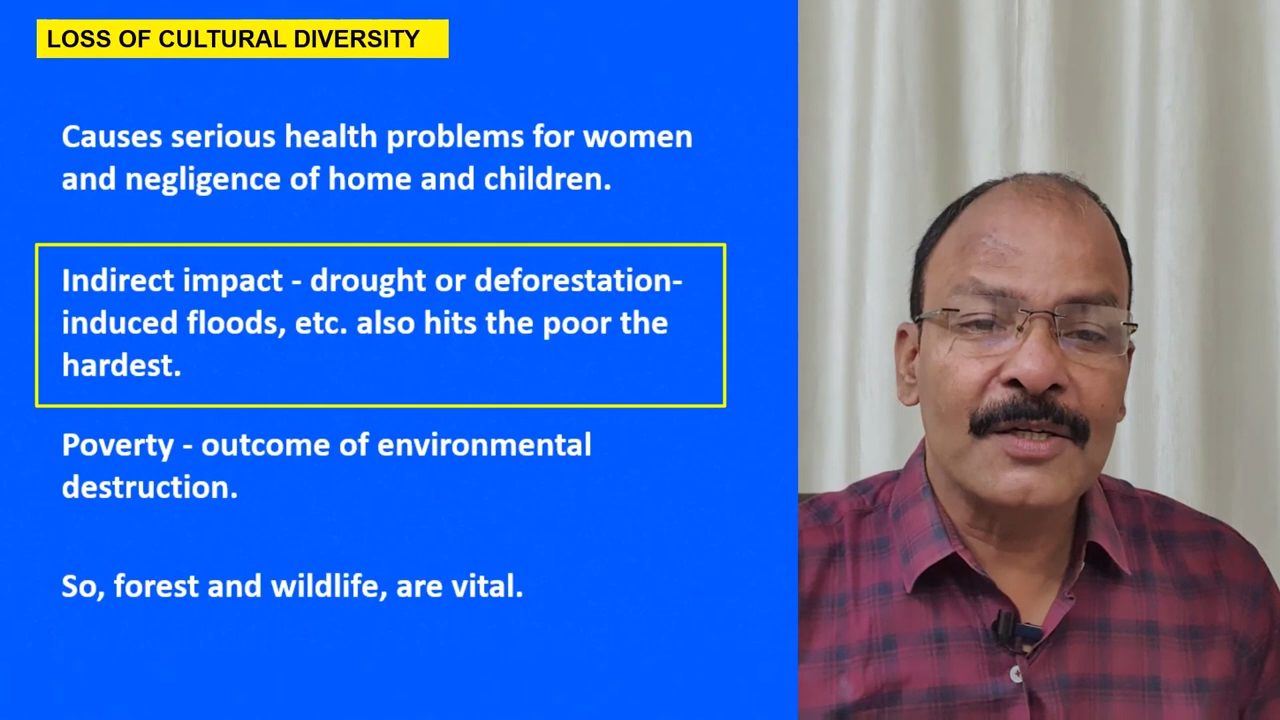 LOSS OF CULTURAL DIVERSITY
Causes serious health problems for women
and negligence of home and children.
Indirect impact - drought or deforestation-
induced floods, etc. also hits the poor the
hardest.
Poverty - outcome of environmental
destruction.
So, forest and wildlife, are vital.